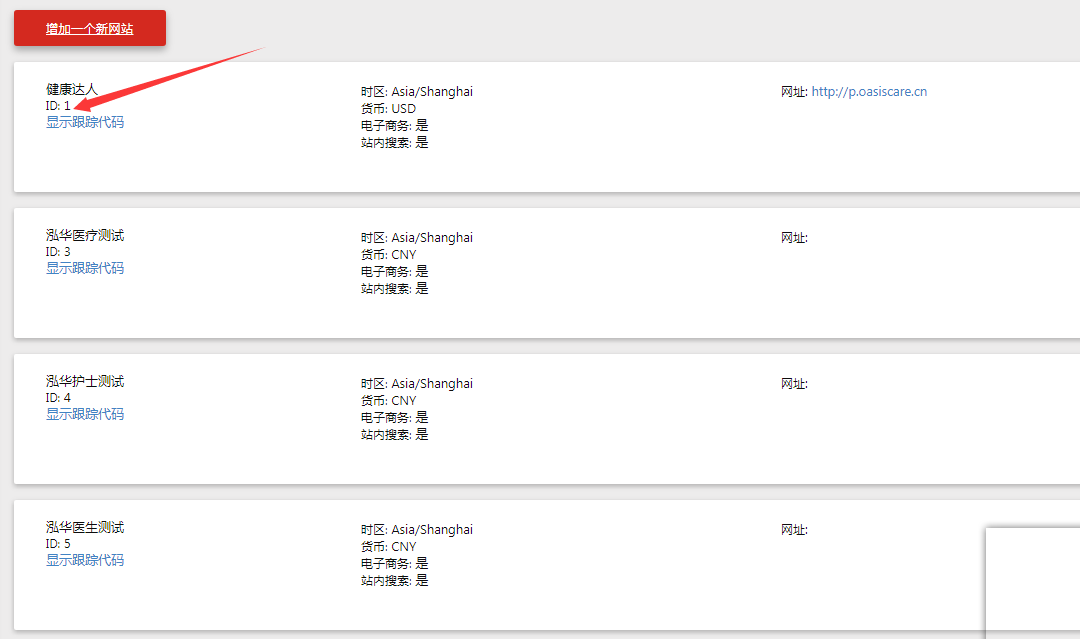 增加一个新网站
健康达人
ID: 1
显示跟踪代码
时区: Asia/Shanghai
货币: USD
电子商务: 是
站内搜索: 是
网址: http://p.oasiscare.cn
泓华医疗测试
ID: 3
显示跟踪代码
时区: Asia/Shanghai
货币: CNY
电子商务: 是
站内搜索: 是
网址:
泓华护士测试
ID: 4
显示跟踪代码
时区: Asia/Shanghai
货币: CNY
电子商务: 是
站内搜索: 是
网址:
泓华医生测试
ID: 5
显示跟踪代码
时区: Asia/Shanghai
货币: CNY
电子商务: 是
站内搜索: 是
网址: